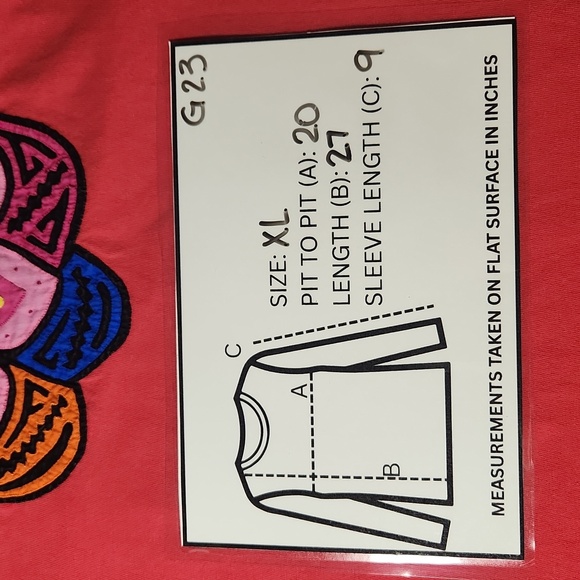 G23
SIZE: XL
PIT TO PIT (A): 20
LENGTH (B): 27
SLEEVE LENGTH (C): 9
C
A
B
MEASUREMENTS TAKEN ON FLAT SURFACE IN INCHES